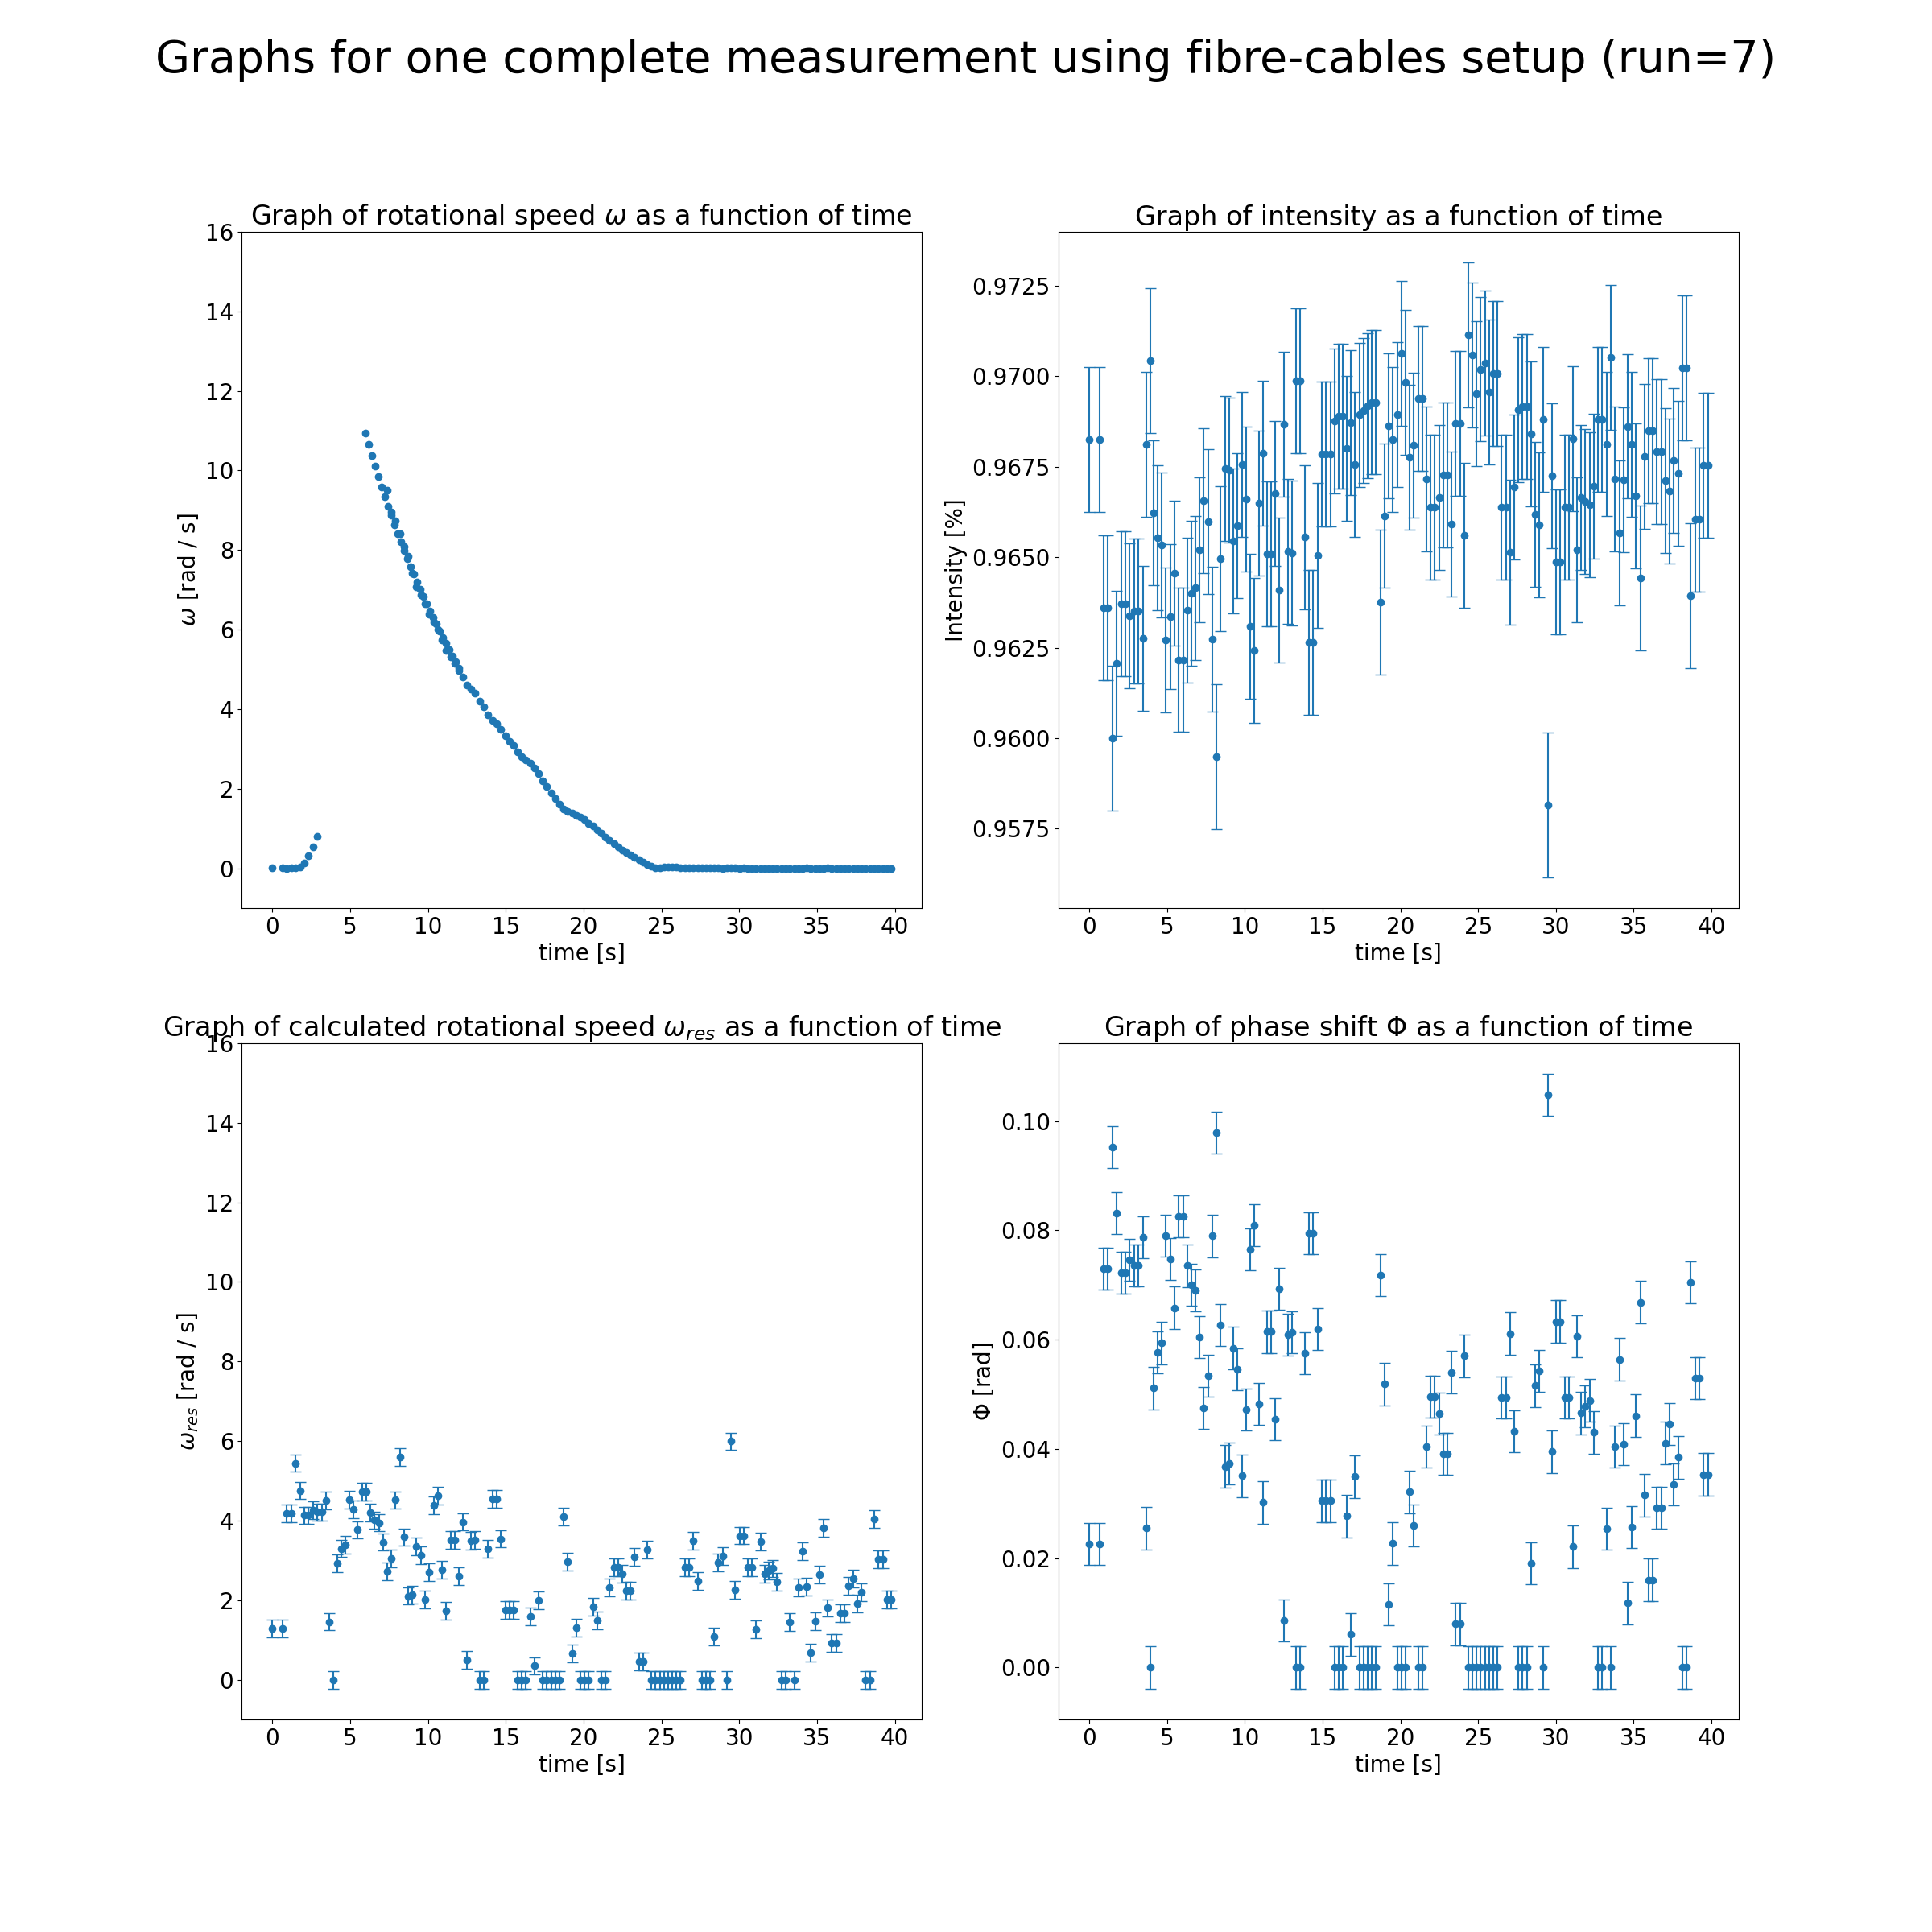 Graphs for one complete measurement using fibre-cables setup (run=7)
Graph of rotational speed ω as a function of time
16
14
12
10
8
6
4
2
0
ω [rad / s]
0 5 10 15 20 25 30 35 40
time [s]
Graph of intensity as a function of time
0.9725
0.9700
0.9675
0.9650
0.9625
0.9600
0.9575
Intensity [%]
0 5 10 15 20 25 30 35 40
time [s]
Graph of calculated rotational speed ω_res as a function of time
16
14
12
10
8
6
4
2
0
ω_res [rad / s]
0 5 10 15 20 25 30 35 40
time [s]
Graph of phase shift Φ as a function of time
0.10
0.08
0.06
0.04
0.02
0.00
Φ [rad]
0 5 10 15 20 25 30 35 40
time [s]